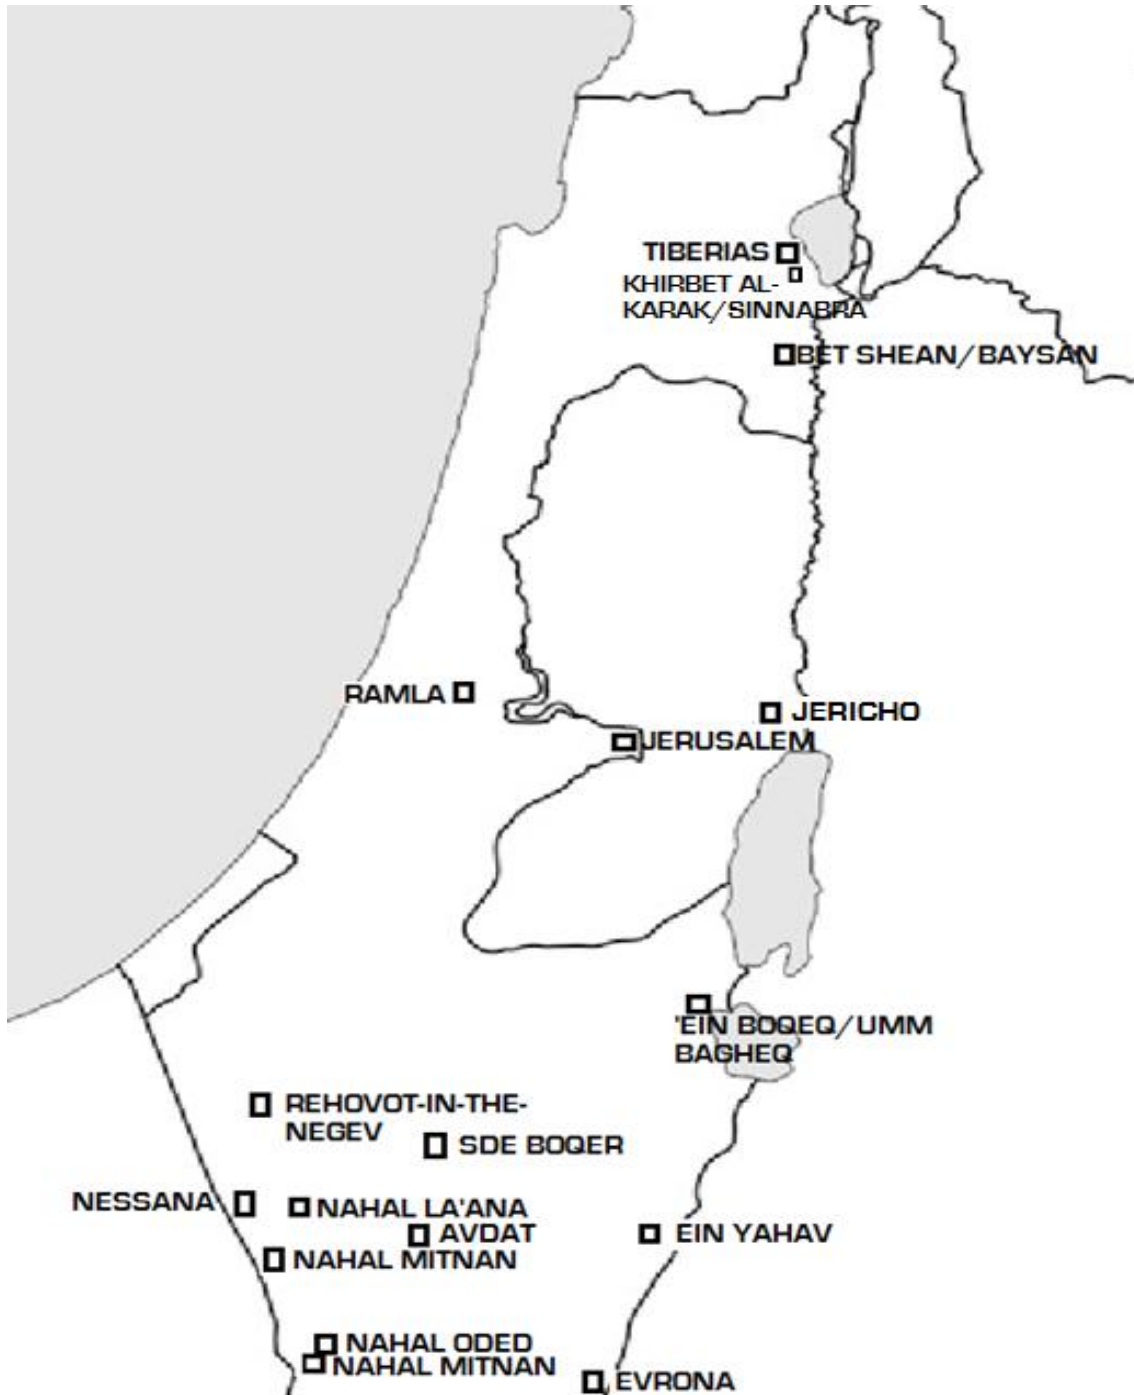 TIBERIAS
KHIRBET AL-
KARAK/SINNABRA
BET SHEAN/BAYSAN
RAMLA
JERICHO
JERUSALEM
'EIN BOQEQ/UMM
BAGHEQ
REHOVOT-IN-THE-
NEGEV
SDE BOQER
NESSANA
NAHAL LA'ANA
AVDAT
EIN YAHAV
NAHAL MITNAN
NAHAL ODED
NAHAL MITNAN
EVRONA